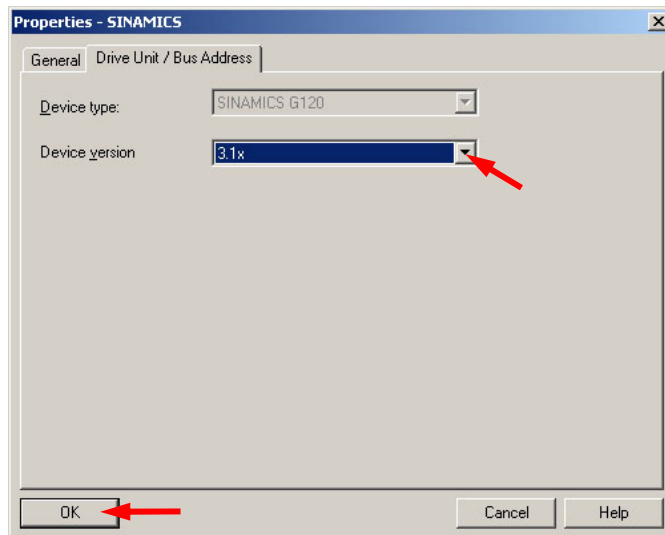 Properties - SINAMICS
General Drive Unit / Bus Address
Device type: SINAMICS G120
Device version 3.1x
OK Cancel Help